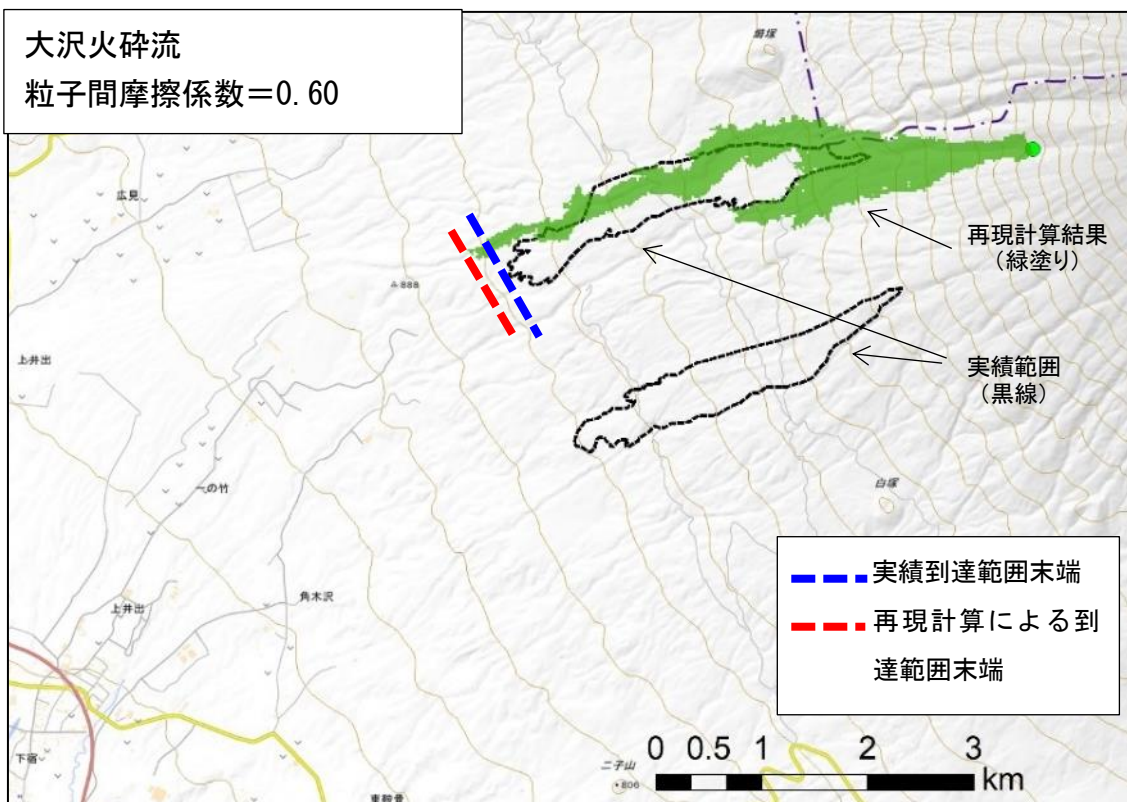 大沢火砕流
粒子間摩擦係数＝0.60
広見
888
上井出
一の竹
上井出
角木沢
下宿
二子山
806
白塚
再現計算結果
（緑塗り）
実績範囲
（黒線）
実績到達範囲末端
再現計算による到
達範囲末端
0 0.5 1 2 3
km